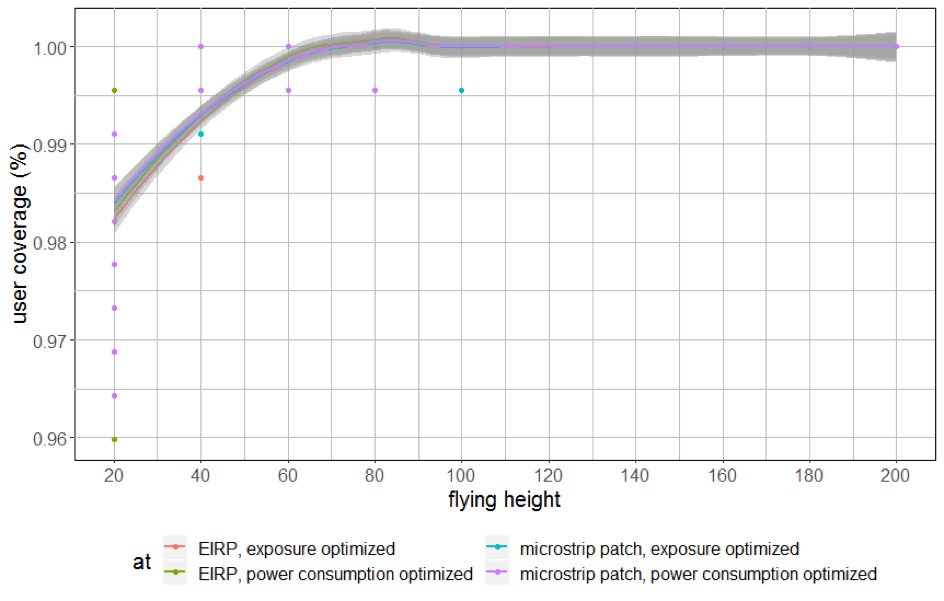 1.00
0.99
0.98
0.97
0.96
user coverage (%)
20 40 60 80 100 120 140 160 180 200
flying height
at
EIRP, exposure optimized
microstrip patch, exposure optimized
EIRP, power consumption optimized
microstrip patch, power consumption optimized